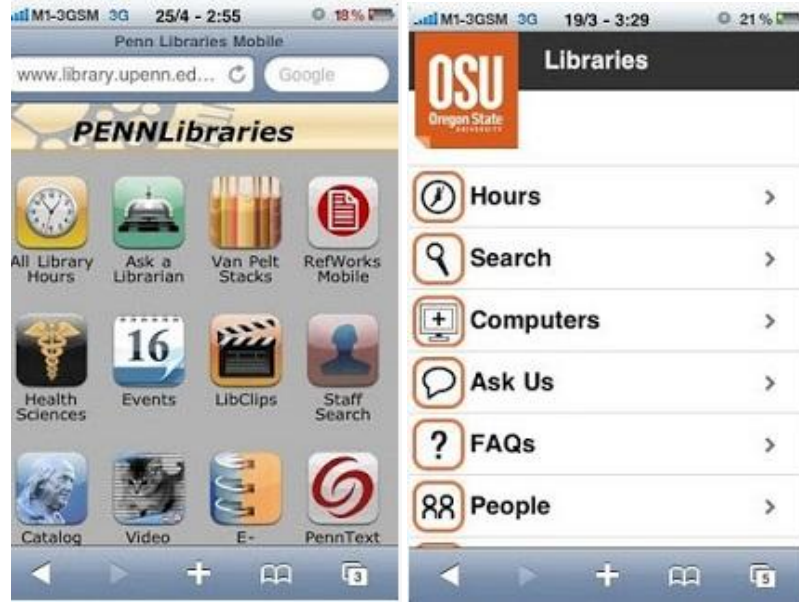 M1-3GSM 3G 25/4 - 2:55 18%
Penn Libraries Mobile
www.library.upenn.ed... Google
PENNLibraries
All Library Hours
Ask a Librarian
Van Pelt Stacks
RefWorks Mobile
Health Sciences
16
Events
LibClips
Staff Search
Catalog
Video
E-
PennText
3
M1-3GSM 3G 19/3 - 3:29 21%
OSU
Oregon State
UNIVERSITY
Libraries
Hours
Search
Computers
Ask Us
? FAQs
People
5